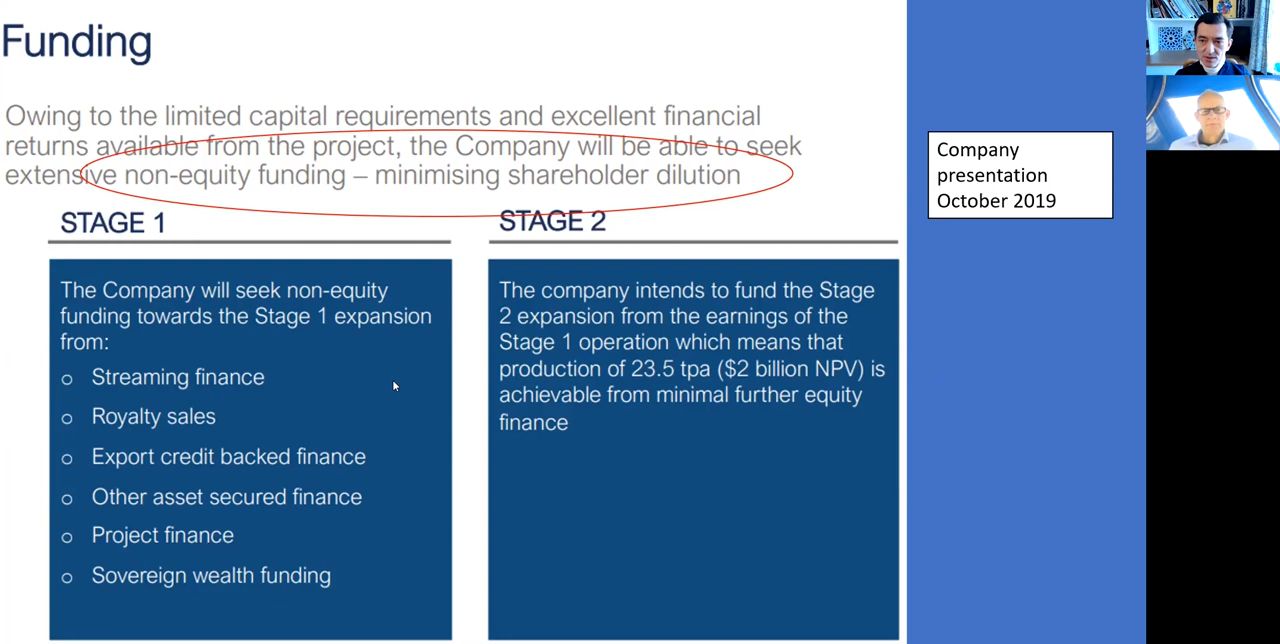 Funding
Owing to the limited capital requirements and excellent financial
returns available from the project, the Company will be able to seek
extensive non-equity funding – minimising shareholder dilution
STAGE 1
The Company will seek non-equity
funding towards the Stage 1 expansion
from:
o Streaming finance
o Royalty sales
o Export credit backed finance
o Other asset secured finance
o Project finance
o Sovereign wealth funding
STAGE 2
The company intends to fund the Stage
2 expansion from the earnings of the
Stage 1 operation which means that
production of 23.5 tpa ($2 billion NPV) is
achievable from minimal further equity
finance
Company
presentation
October 2019